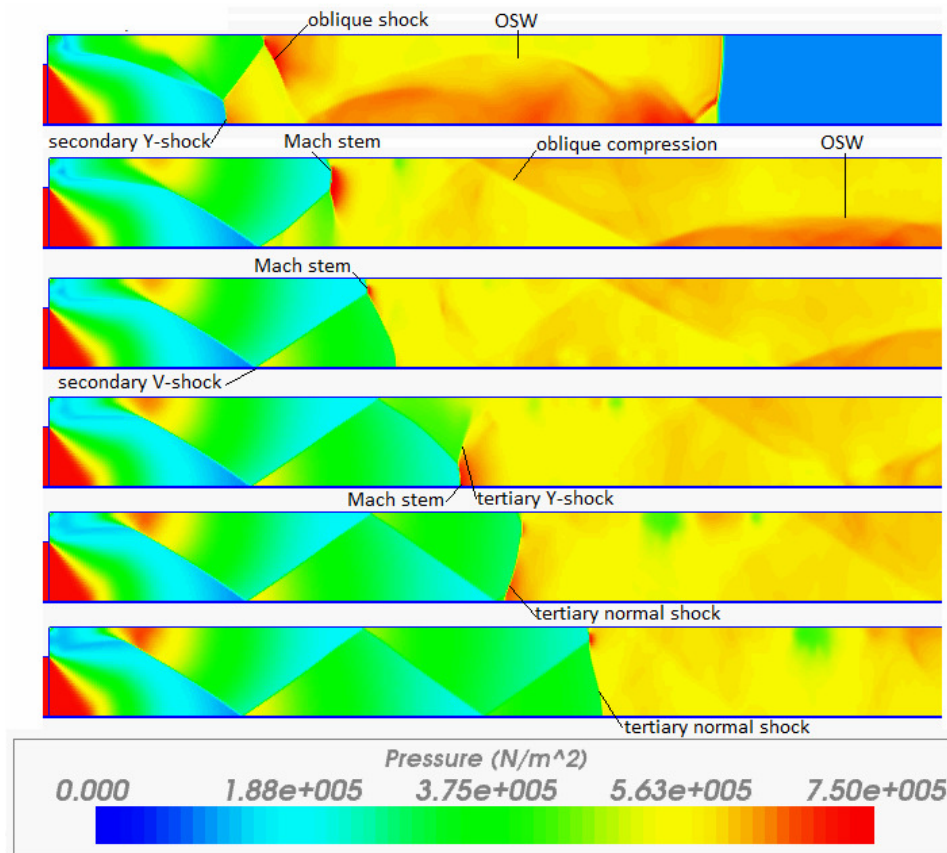 oblique shock
OSW
secondary Y-shock
Mach stem
oblique compression
OSW
Mach stem
secondary V-shock
Mach stem
tertiary Y-shock
tertiary normal shock
tertiary normal shock
Pressure (N/m^2)
0.000 1.88e+005 3.75e+005 5.63e+005 7.50e+005